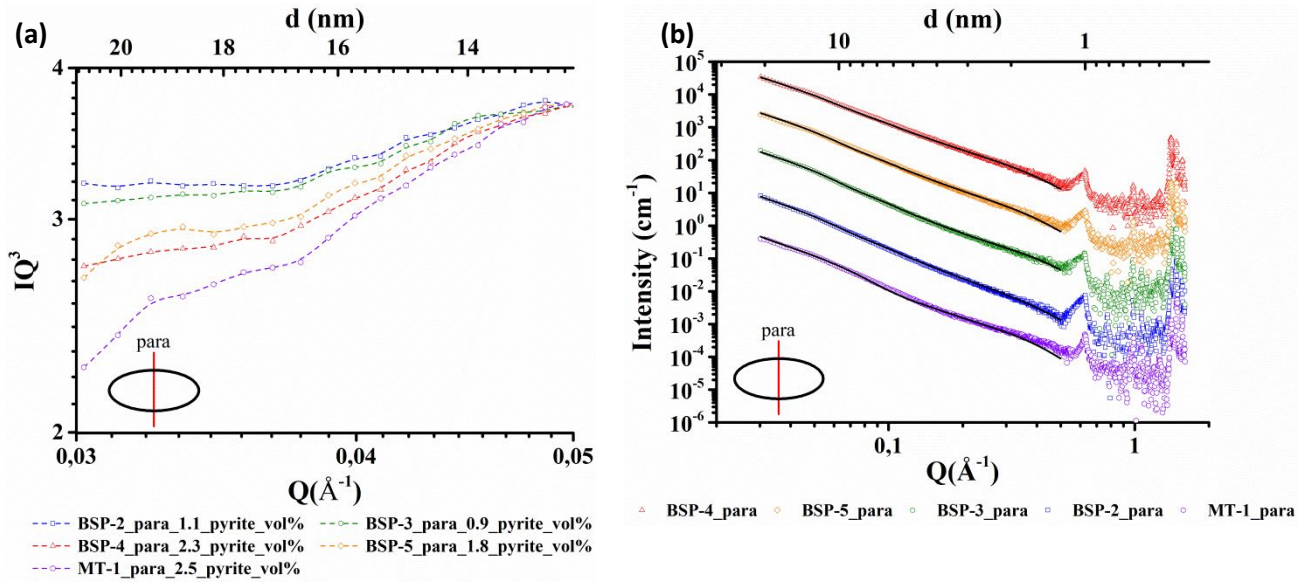 (a)
d (nm)
20 18 16 14
4
3
2
IQ³
para
0,03 0,04 0,05
Q(Å⁻¹)
BSP-2_para_1.1_pyrite_vol% BSP-3_para_0.9_pyrite_vol%
BSP-4_para_2.3_pyrite_vol% BSP-5_para_1.8_pyrite_vol%
MT-1_para_2.5_pyrite_vol%
(b)
d (nm)
10 1
10⁵
10⁴
10³
10²
10¹
10⁰
10⁻¹
10⁻²
10⁻³
10⁻⁴
10⁻⁵
10⁻⁶
Intensity (cm⁻¹)
para
0,1 1
Q(Å⁻¹)
BSP-4_para BSP-5_para BSP-3_para BSP-2_para MT-1_para